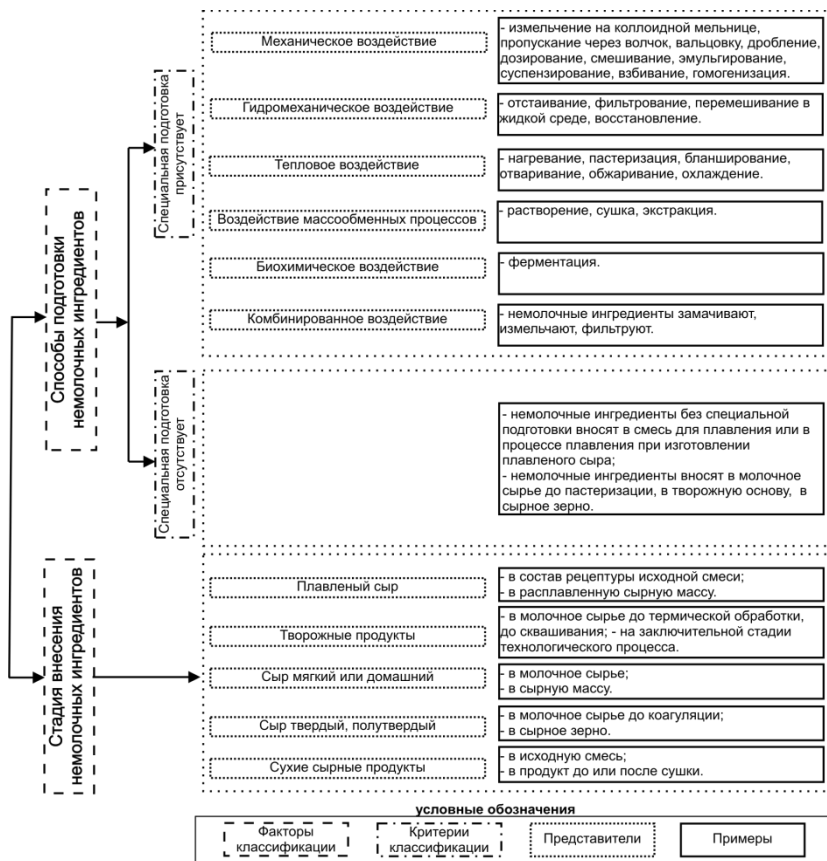 Способы подготовки
немолочных ингредиентов
Специальная подготовка
присутствует
Механическое воздействие
- измельчение на коллоидной мельнице,
пропускание через волчок, вальцовку, дробление,
дозирование, смешивание, эмульгирование,
суспензирование, взбивание, гомогенизация.
Гидромеханическое воздействие
- отстаивание, фильтрование, перемешивание в
жидкой среде, восстановление.
Тепловое воздействие
- нагревание, пастеризация, бланширование,
отваривание, обжаривание, охлаждение.
Воздействие массообменных процессов
- растворение, сушка, экстракция.
Биохимическое воздействие
- ферментация.
Комбинированное воздействие
- немолочные ингредиенты замачивают,
измельчают, фильтруют.
Специальная подготовка
отсутствует
- немолочные ингредиенты без специальной
подготовки вносят в смесь для плавления или в
процессе плавления при изготовлении
плавленого сыра;
- немолочные ингредиенты вносят в молочное
сырье до пастеризации, в творожную основу, в
сырное зерно.
Стадия внесения
немолочных ингредиентов
Плавленый сыр
- в состав рецептуры исходной смеси;
- в расплавленную сырную массу.
Творожные продукты
- в молочное сырье до термической обработки,
до сквашивания; - на заключительной стадии
технологического процесса.
Сыр мягкий или домашний
- в молочное сырье;
- в сырную массу.
Сыр твердый, полутвердый
- в молочное сырье до коагуляции;
- в сырное зерно.
Сухие сырные продукты
- в исходную смесь;
- в продукт до или после сушки.
условные обозначения
Факторы
классификации
Критерии
классификации
Представители
Примеры